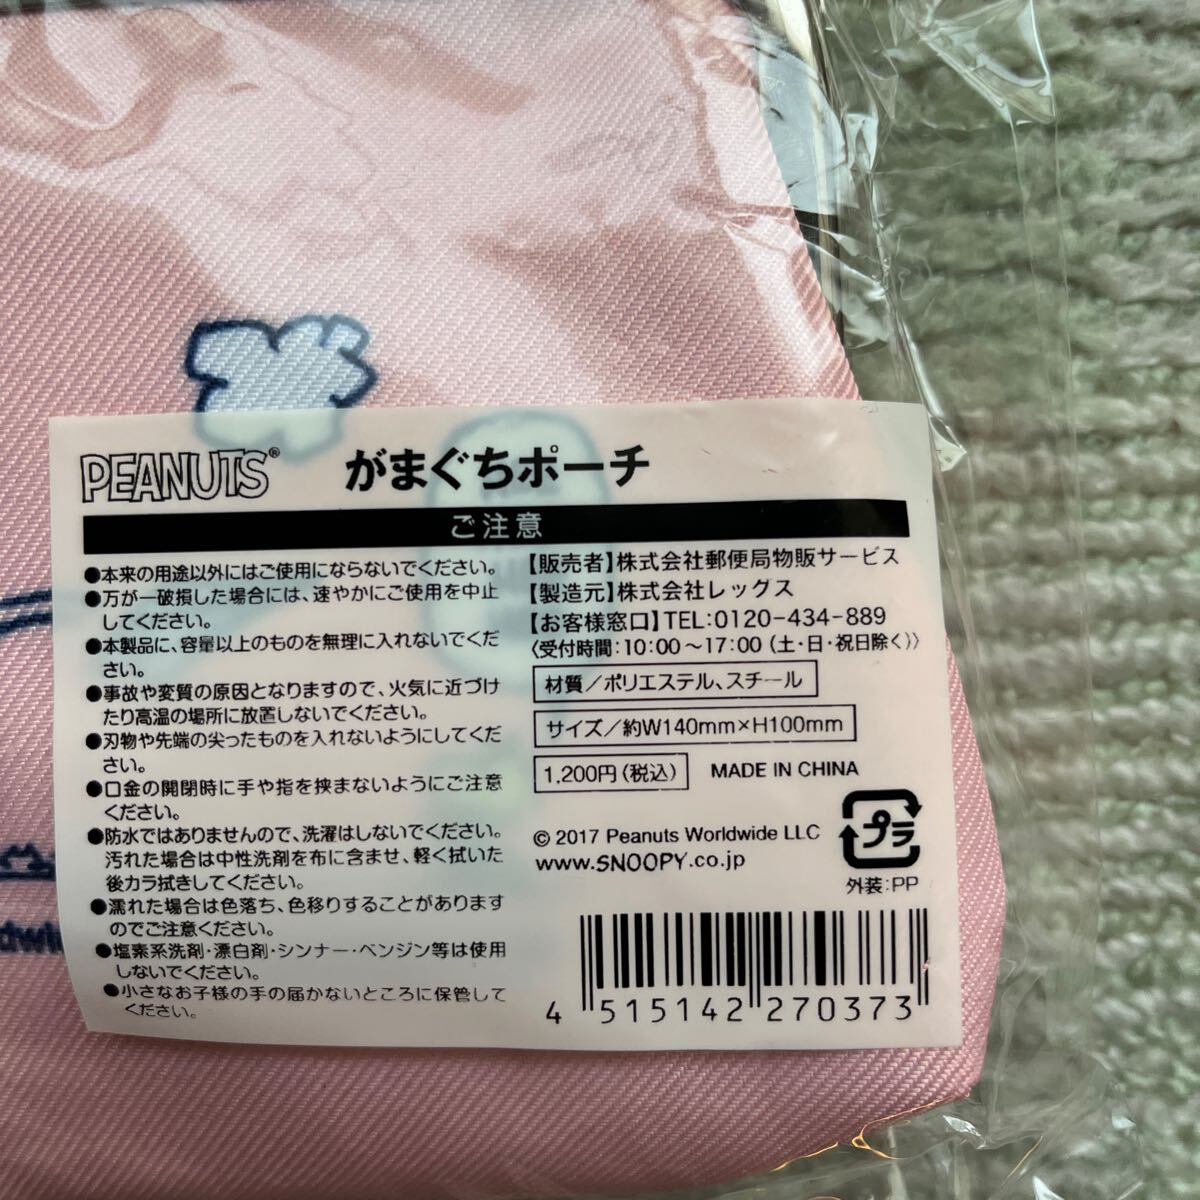 PEANUTS® がまぐちポーチ
ご注意
●本来の用途以外にはご使用にならないでください。
●万が一破損した場合には、速やかにご使用を中止
してください。
●本製品に、容量以上のものを無理に入れないでくだ
さい。
●事故や変質の原因となりますので、火気に近づけ
たり高温の場所に放置しないでください。
●刃物や先端の尖ったものを入れないようにしてくだ
さい。
●口金の開閉時に手や指を挟まないようにご注意
ください。
●防水ではありませんので、洗濯はしないでください。
汚れた場合は中性洗剤を布に含ませ、軽く拭いた
後カラ拭きしてください。
●濡れた場合は色落ち、色移りすることがあります
のでご注意ください。
●塩素系洗剤・漂白剤・シンナー・ベンジン等は使用
しないでください。
●小さなお子様の手の届かないところに保管して
ください。
【販売者】株式会社郵便局物販サービス
【製造元】株式会社レッグス
【お客様窓口】TEL:0120-434-889
〈受付時間:10:00〜17:00(土・日・祝日除く)〉
材質/ポリエステル、スチール
サイズ/約W140mm×H100mm
1,200円(税込) MADE IN CHINA
© 2017 Peanuts Worldwide LLC
www.SNOOPY.co.jp
プラ
外装:PP
4 515142 270373